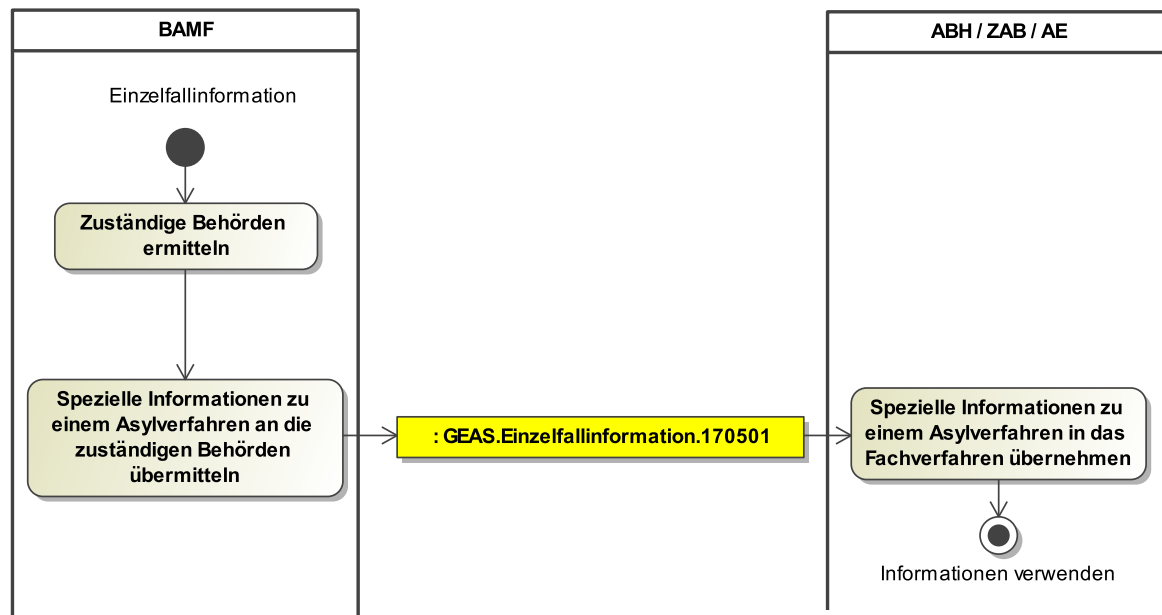 BAMF
Einzelfallinformation
Zuständige Behörden
ermitteln
Spezielle Informationen zu
einem Asylverfahren an die
zuständigen Behörden
übermitteln
: GEAS.Einzelfallinformation.170501
ABH / ZAB / AE
Spezielle Informationen zu
einem Asylverfahren in das
Fachverfahren übernehmen
Informationen verwenden